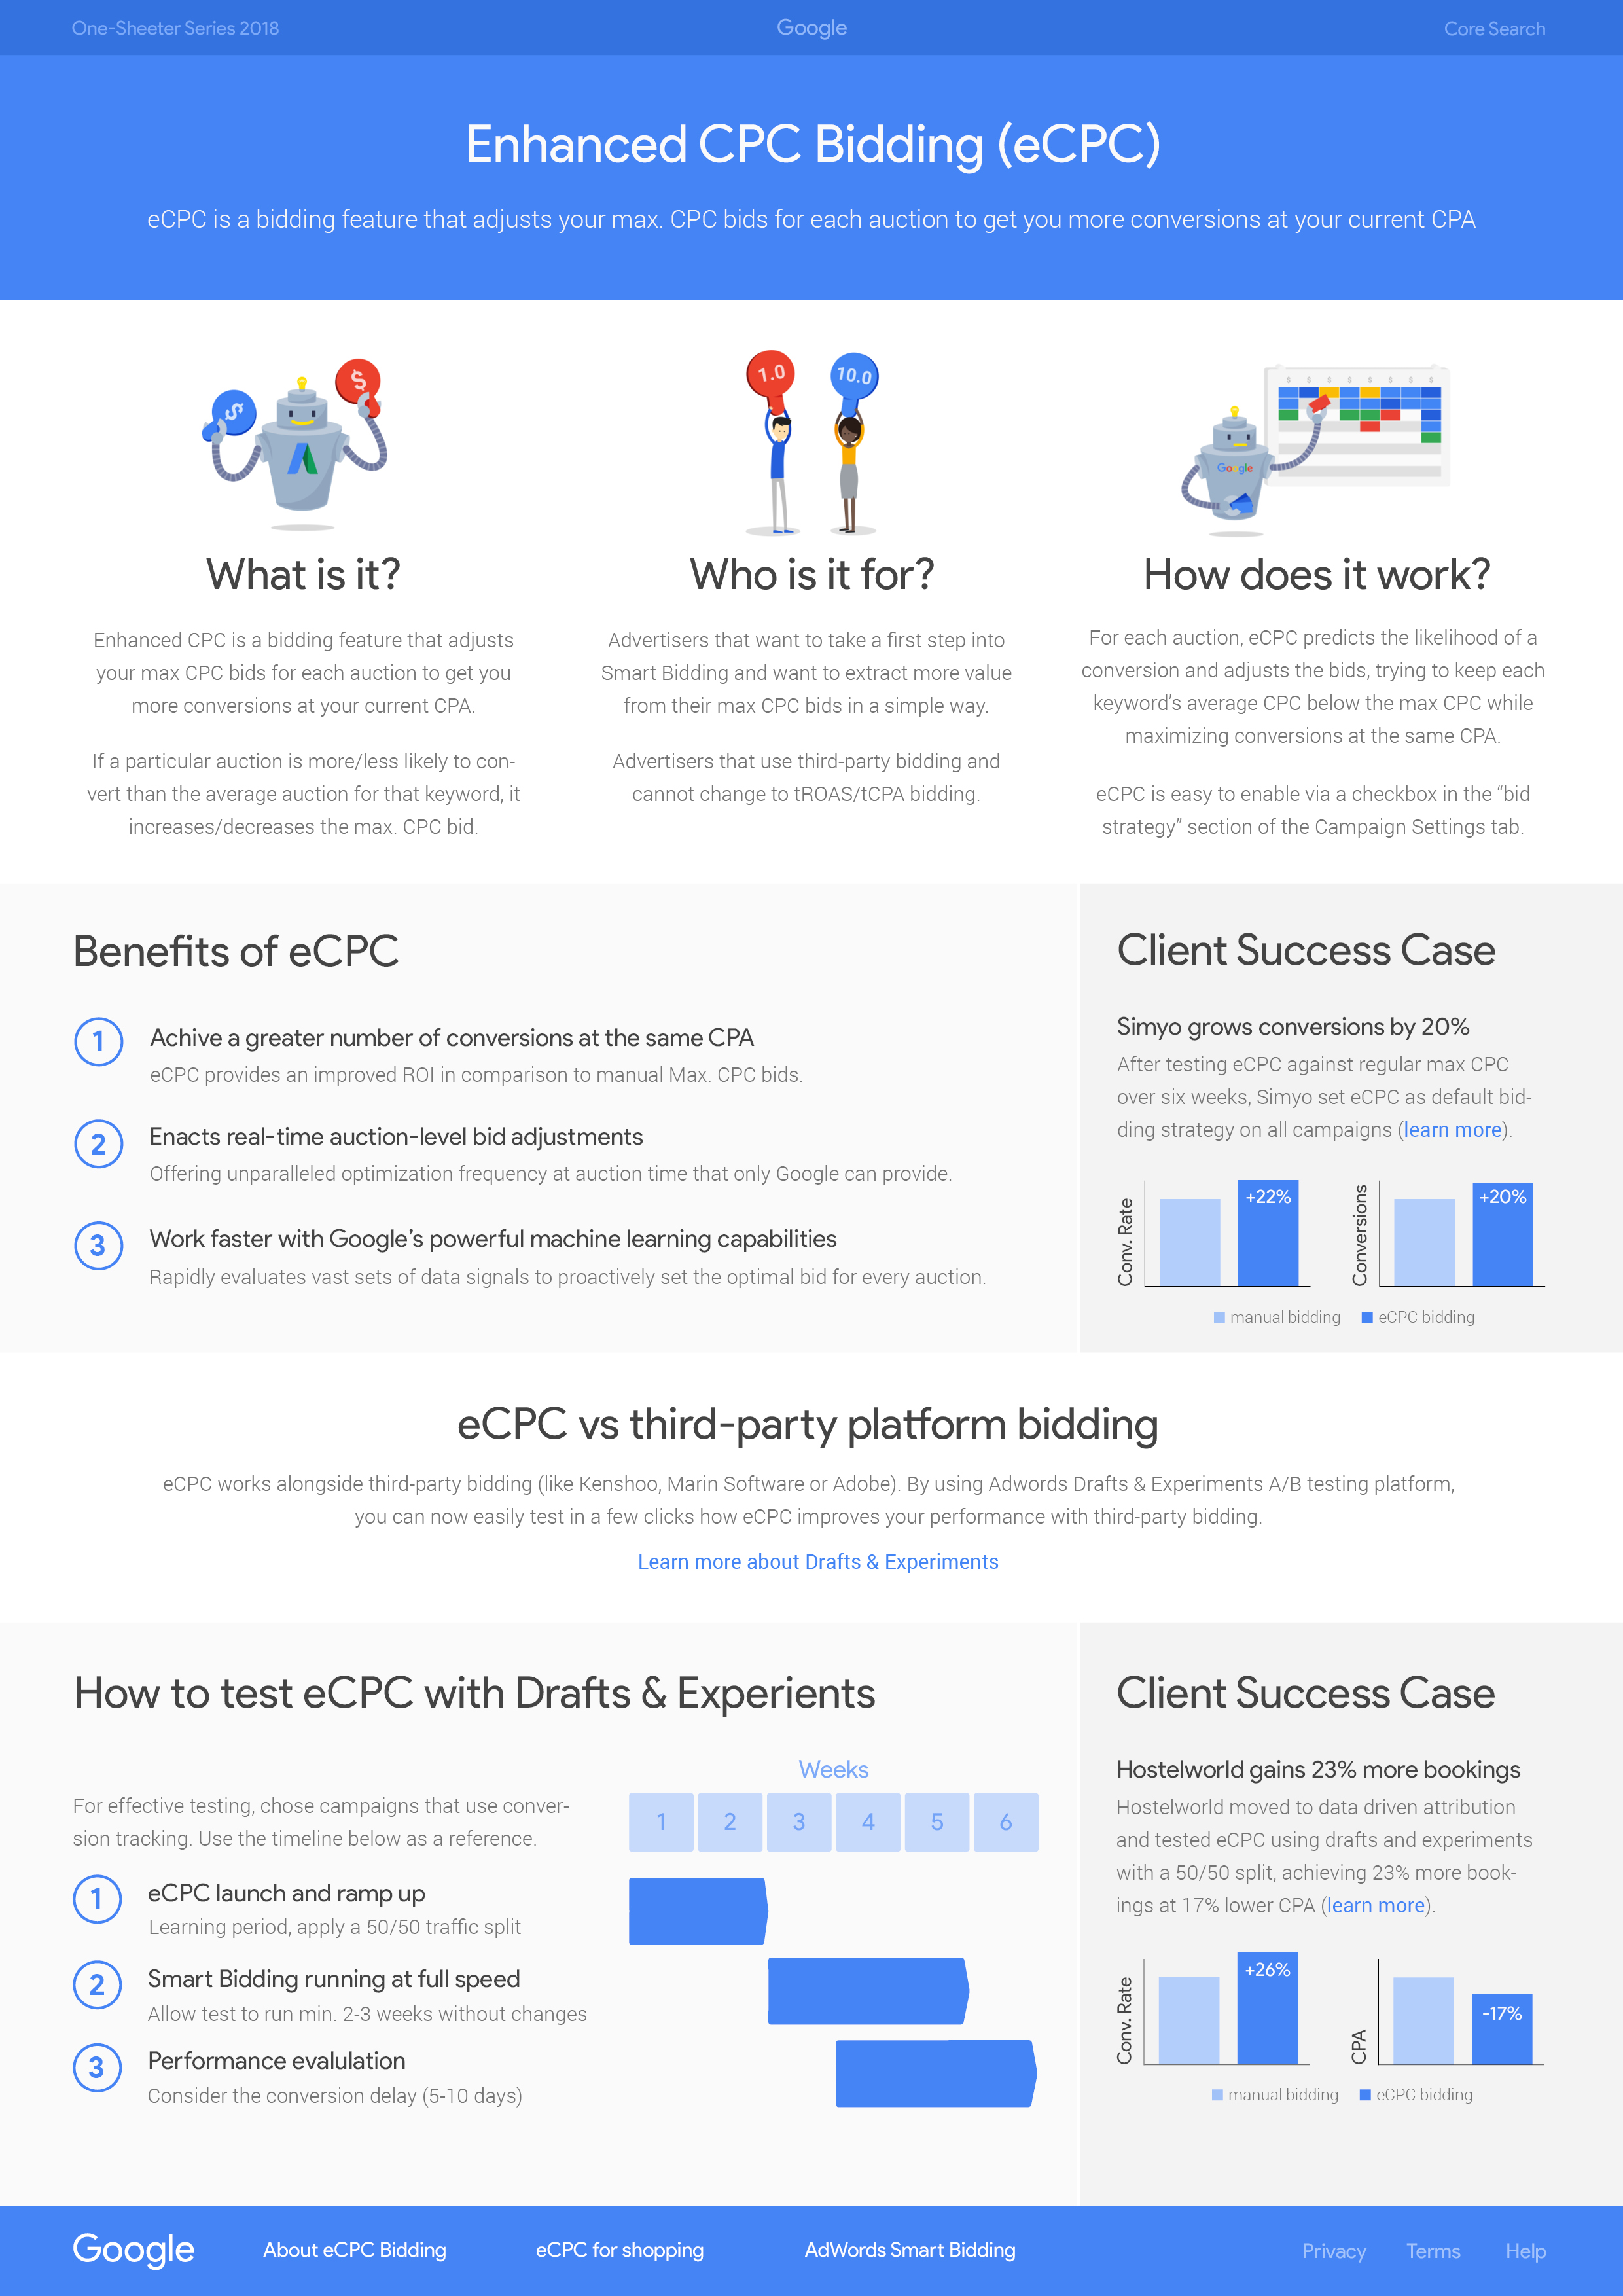 One-Sheeter Series 2018
Google
Core Search
Enhanced CPC Bidding (eCPC)
eCPC is a bidding feature that adjusts your max. CPC bids for each auction to get you more conversions at your current CPA
$
$
1.0
10.0
$ $ $ $ $ $ $ $
Google
What is it?
Enhanced CPC is a bidding feature that adjusts
your max CPC bids for each auction to get you
more conversions at your current CPA.
If a particular auction is more/less likely to con-
vert than the average auction for that keyword, it
increases/decreases the max. CPC bid.
Who is it for?
Advertisers that want to take a first step into
Smart Bidding and want to extract more value
from their max CPC bids in a simple way.
Advertisers that use third-party bidding and
cannot change to tROAS/tCPA bidding.
How does it work?
For each auction, eCPC predicts the likelihood of a
conversion and adjusts the bids, trying to keep each
keyword’s average CPC below the max CPC while
maximizing conversions at the same CPA.
eCPC is easy to enable via a checkbox in the “bid
strategy” section of the Campaign Settings tab.
Benefits of eCPC
1
Achive a greater number of conversions at the same CPA
eCPC provides an improved ROI in comparison to manual Max. CPC bids.
2
Enacts real-time auction-level bid adjustments
Offering unparalleled optimization frequency at auction time that only Google can provide.
3
Work faster with Google’s powerful machine learning capabilities
Rapidly evaluates vast sets of data signals to proactively set the optimal bid for every auction.
Client Success Case
Simyo grows conversions by 20%
After testing eCPC against regular max CPC
over six weeks, Simyo set eCPC as default bid-
ding strategy on all campaigns (learn more).
Conv. Rate
+22%
Conversions
+20%
manual bidding
eCPC bidding
eCPC vs third-party platform bidding
eCPC works alongside third-party bidding (like Kenshoo, Marin Software or Adobe). By using Adwords Drafts & Experiments A/B testing platform,
you can now easily test in a few clicks how eCPC improves your performance with third-party bidding.
Learn more about Drafts & Experiments
How to test eCPC with Drafts & Experients
For effective testing, chose campaigns that use conver-
sion tracking. Use the timeline below as a reference.
Weeks
1 2 3 4 5 6
1
eCPC launch and ramp up
Learning period, apply a 50/50 traffic split
2
Smart Bidding running at full speed
Allow test to run min. 2-3 weeks without changes
3
Performance evalulation
Consider the conversion delay (5-10 days)
Client Success Case
Hostelworld gains 23% more bookings
Hostelworld moved to data driven attribution
and tested eCPC using drafts and experiments
with a 50/50 split, achieving 23% more book-
ings at 17% lower CPA (learn more).
Conv. Rate
+26%
CPA
-17%
manual bidding
eCPC bidding
Google
About eCPC Bidding
eCPC for shopping
AdWords Smart Bidding
Privacy
Terms
Help